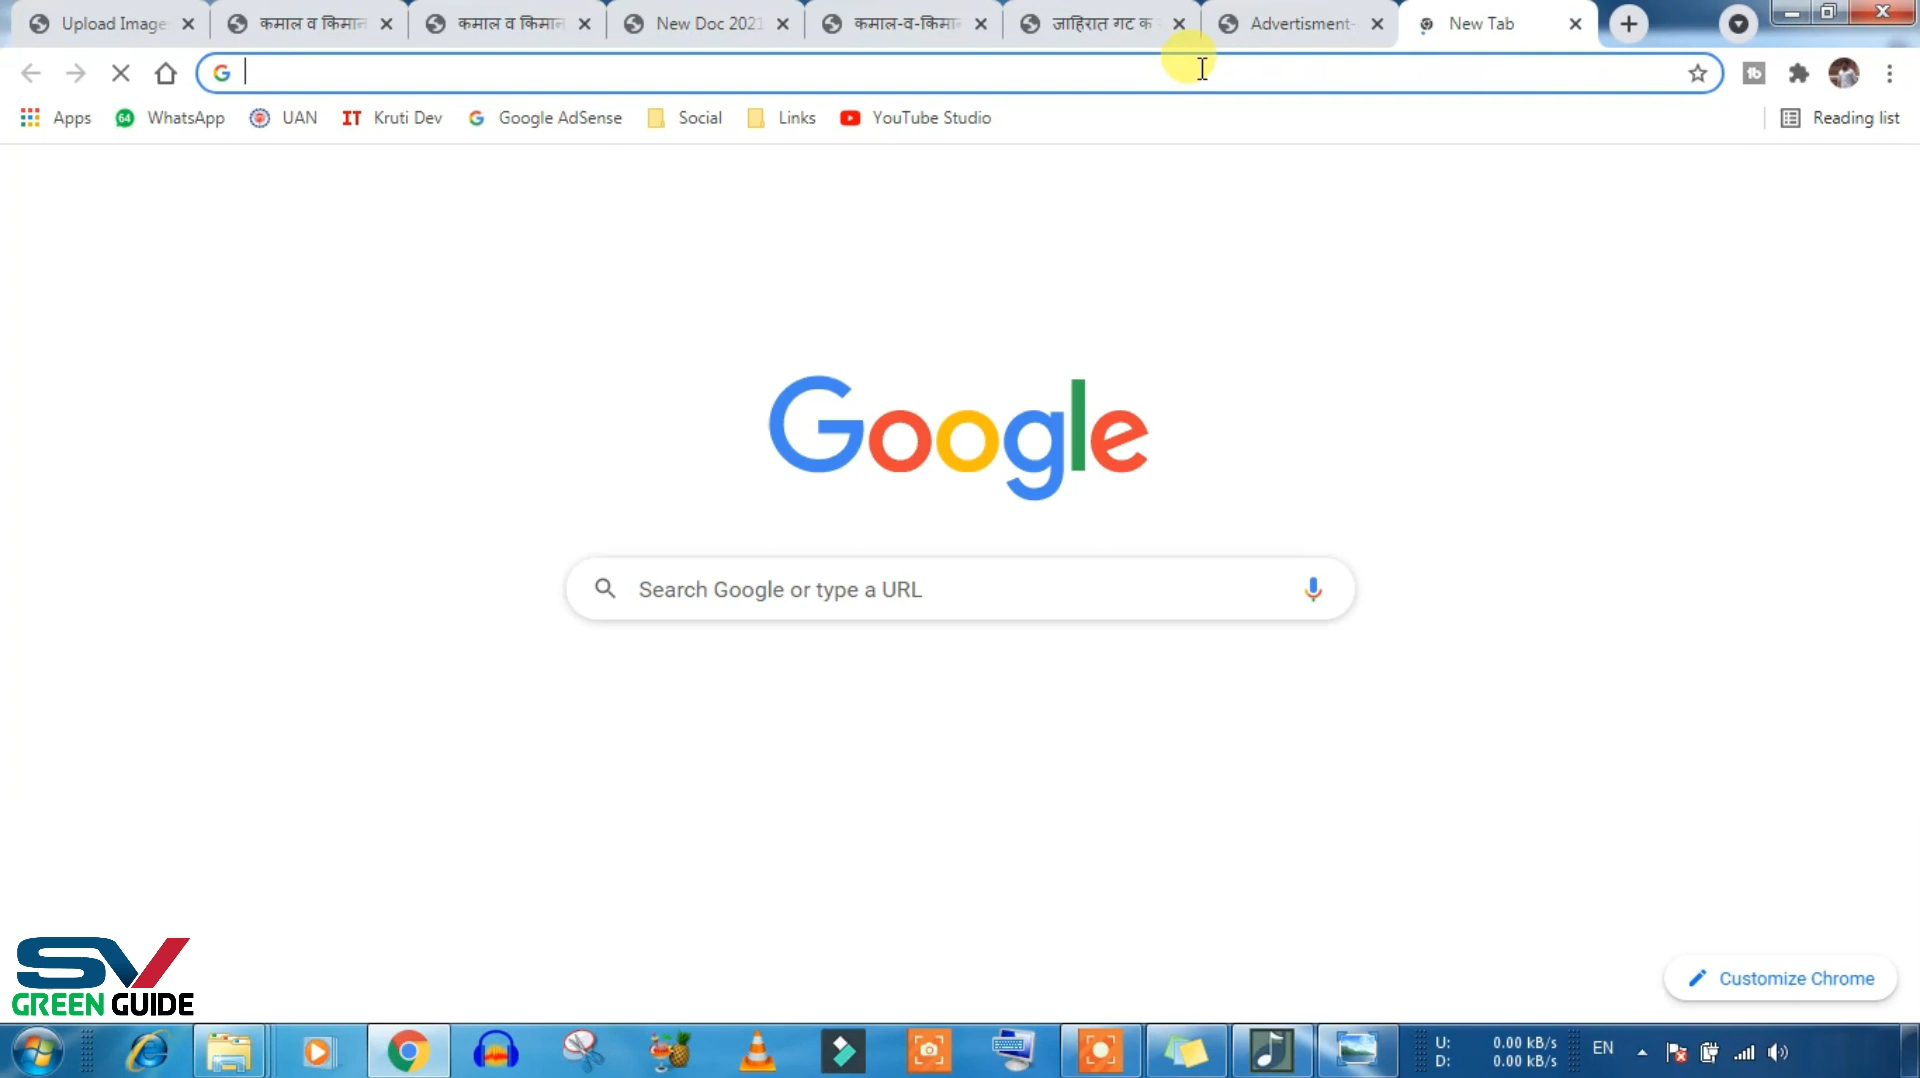 Upload Image
कमाल व किमान
कमाल व किमान
New Doc 2021
कमाल-व-किमा
जाहिरात गट क
Advertisment-
New Tab
G
Apps
64
WhatsApp
UAN
IT
Kruti Dev
Google AdSense
Social
Links
YouTube Studio
Reading list
Google
Search Google or type a URL
SV
GREEN GUIDE
Customize Chrome
U: 0.00 kB/s
D: 0.00 kB/s
EN